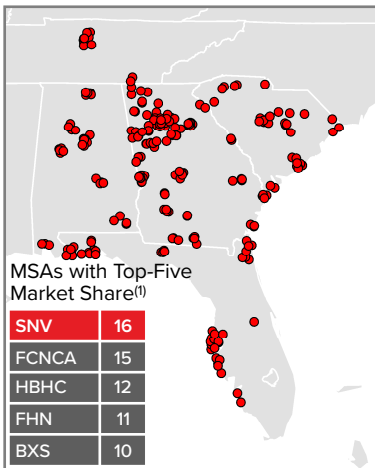 MSAs with Top-Five
Market Share(1)
SNV 16
FCNCA 15
HBHC 12
FHN 11
BXS 10